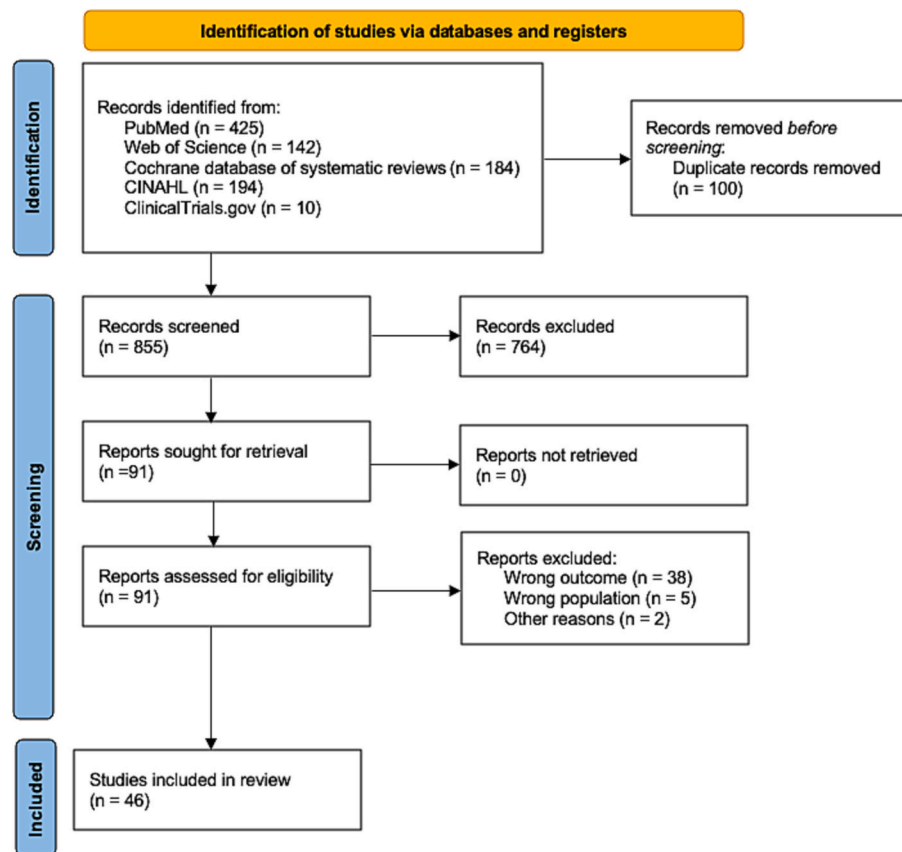 Identification of studies via databases and registers
Identification
Records identified from:
PubMed (n = 425)
Web of Science (n = 142)
Cochrane database of systematic reviews (n = 184)
CINAHL (n = 194)
ClinicalTrials.gov (n = 10)
Records removed before
screening:
Duplicate records removed
(n = 100)
Screening
Records screened
(n = 855)
Records excluded
(n = 764)
Reports sought for retrieval
(n =91)
Reports not retrieved
(n = 0)
Reports assessed for eligibility
(n = 91)
Reports excluded:
Wrong outcome (n = 38)
Wrong population (n = 5)
Other reasons (n = 2)
Included
Studies included in review
(n = 46)